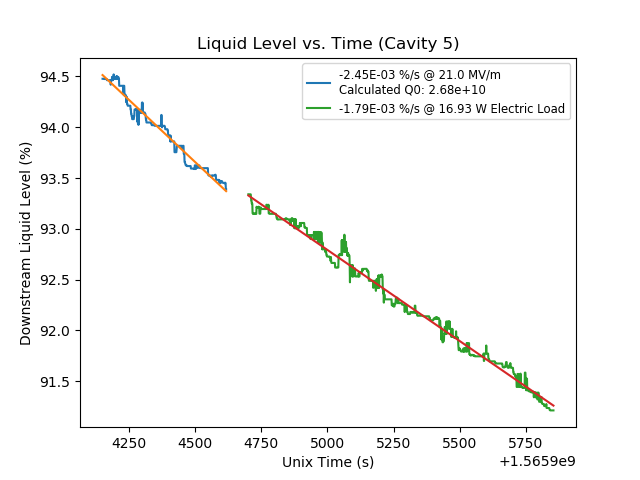 Liquid Level vs. Time (Cavity 5)
-2.45E-03 %/s @ 21.0 MV/m
Calculated Q0: 2.68e+10
-1.79E-03 %/s @ 16.93 W Electric Load
Downstream Liquid Level (%)
94.5
94.0
93.5
93.0
92.5
92.0
91.5
4250 4500 4750 5000 5250 5500 5750
Unix Time (s)
+1.5659e9